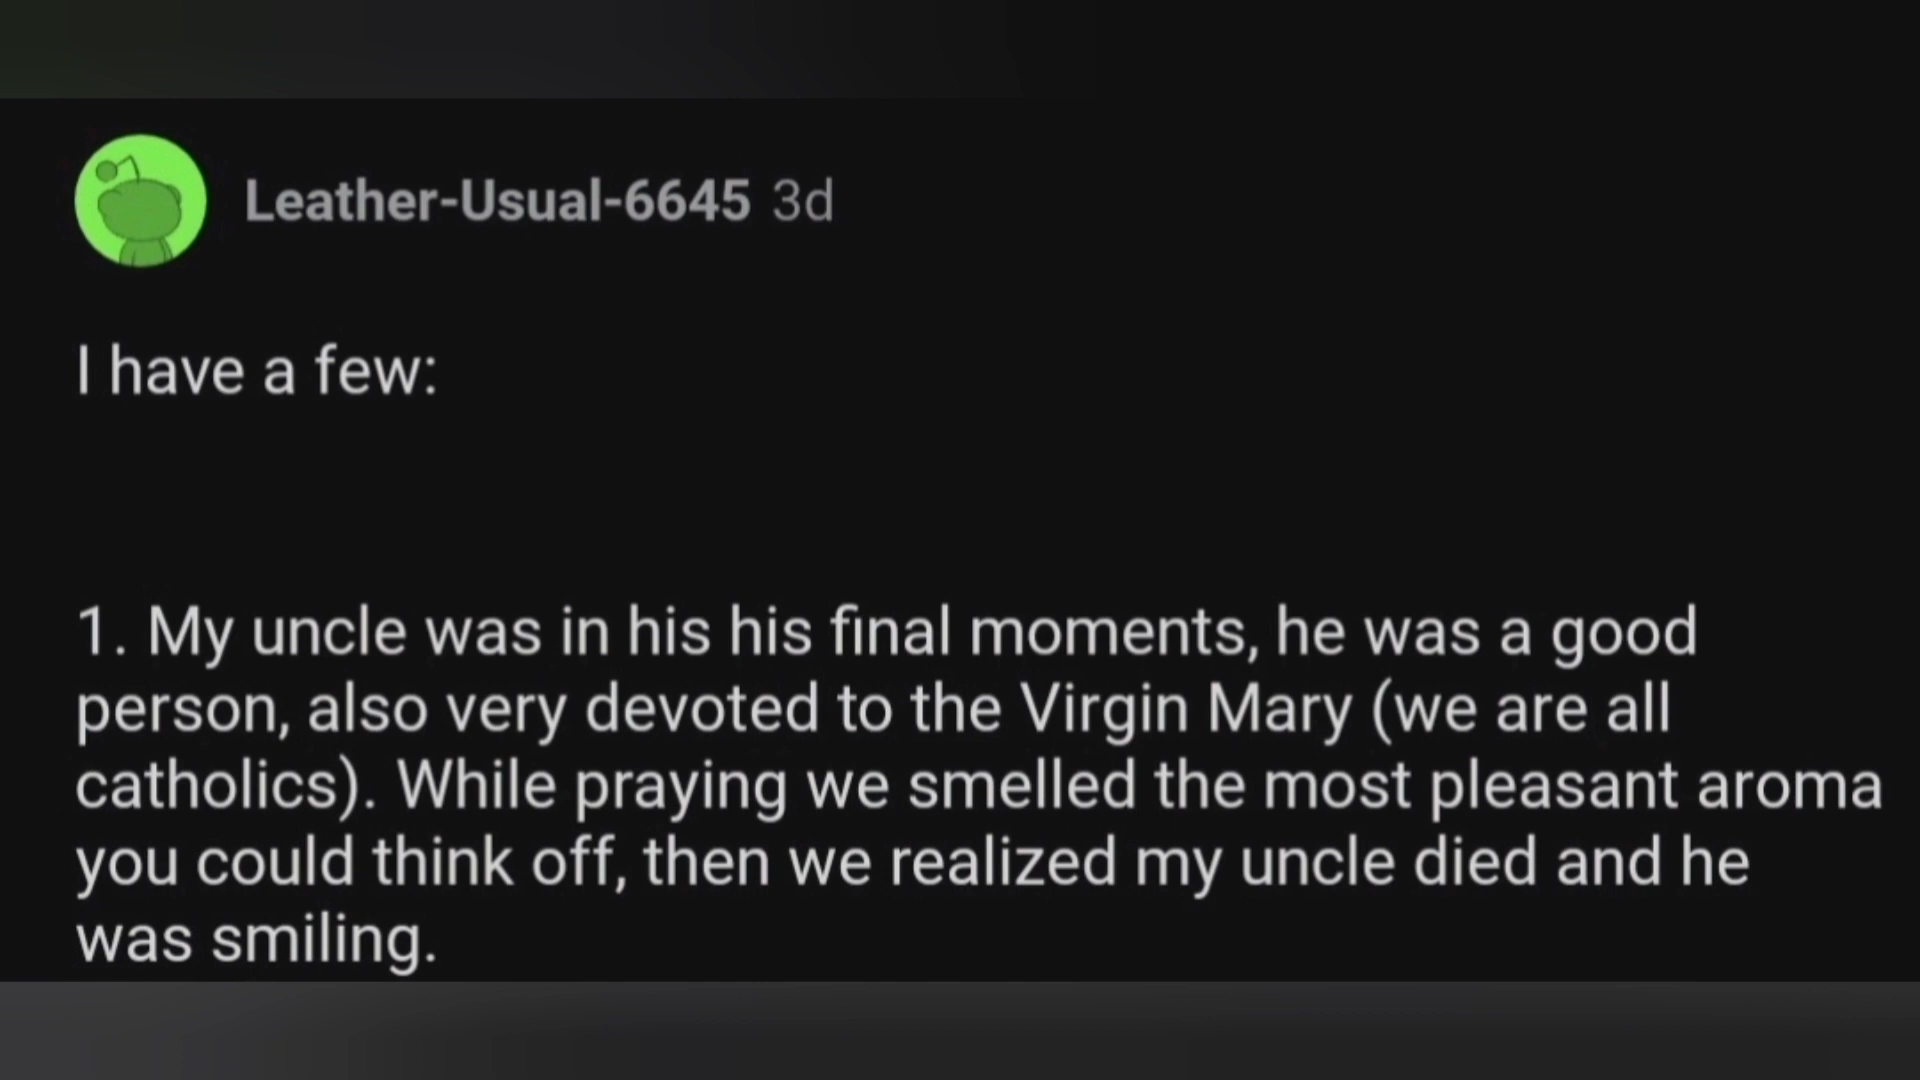 Leather-Usual-6645 3d
I have a few:
1. My uncle was in his his final moments, he was a good
person, also very devoted to the Virgin Mary (we are all
catholics). While praying we smelled the most pleasant aroma
you could think off, then we realized my uncle died and he
was smiling.